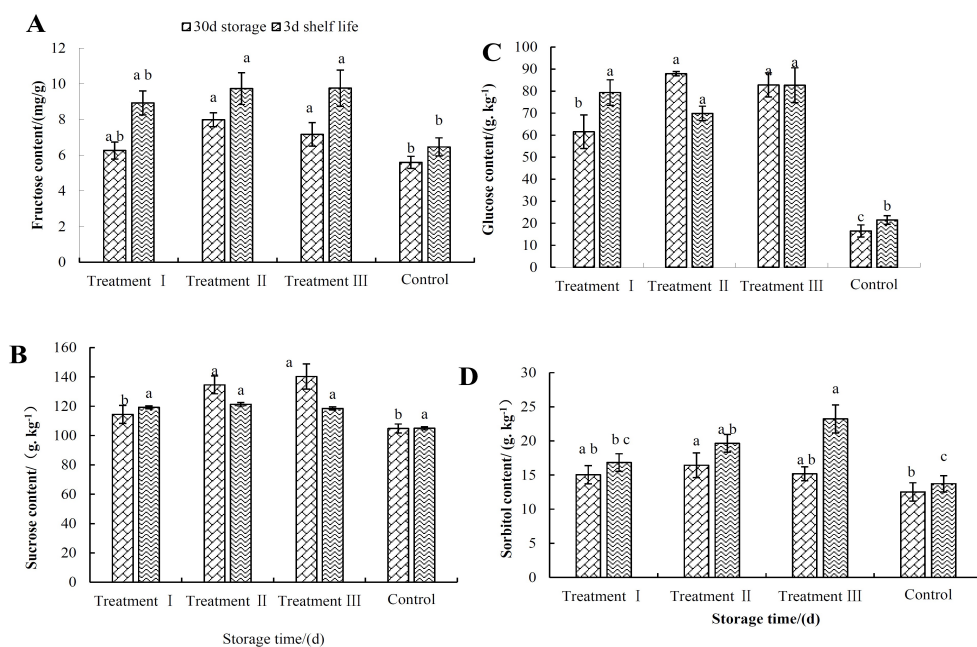 A
30d storage 3d shelf life
Fructose content/(mg/g)
12
10
8
6
4
2
0
a b
a
a
a b
a
a
b
b
Treatment Ⅰ Treatment Ⅱ Treatment Ⅲ Control
C
Glucose content/(g. kg-1)
100
90
80
70
60
50
40
30
20
10
0
b
a
a
a
a
a
c
b
Treatment Ⅰ Treatment Ⅱ Treatment Ⅲ Control
B
Sucrose content/（g. kg-1）
160
140
120
100
80
60
40
20
0
b
a
a
a
a
a
b
a
Treatment Ⅰ Treatment Ⅱ Treatment Ⅲ Control
Storage time/(d)
D
Sorbitol content/ (g. kg-1)
30
25
20
15
10
5
0
a b
b c
a
a b
a b
a
b
c
Treatment Ⅰ Treatment Ⅱ Treatment Ⅲ Control
Storage time/(d)